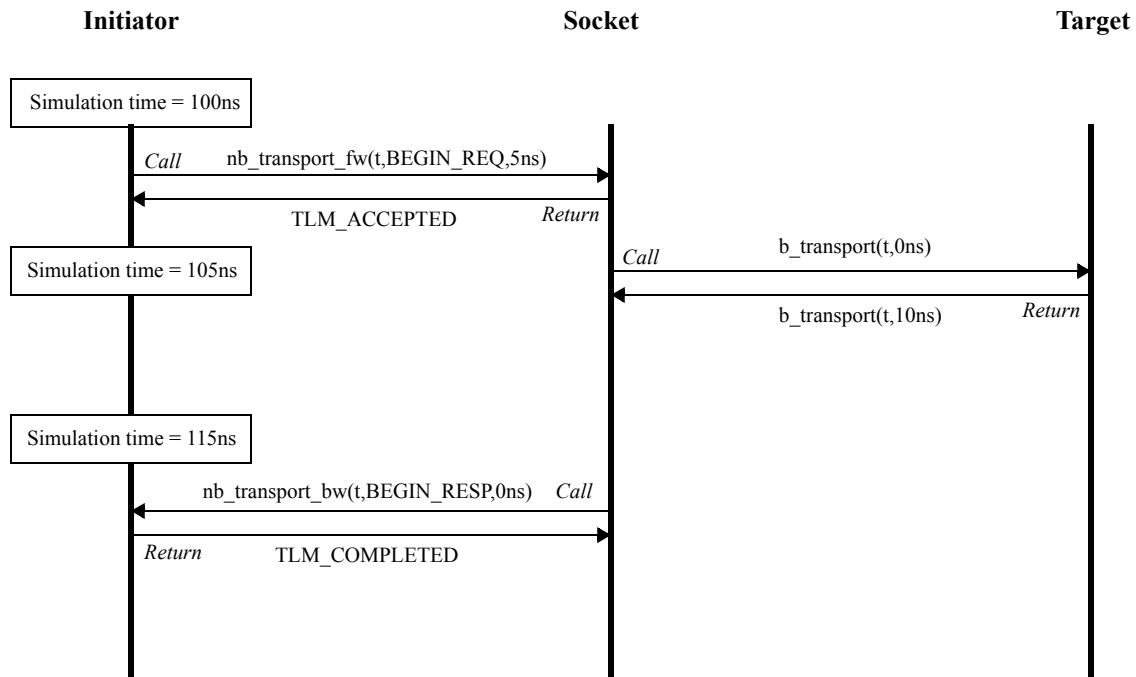 Initiator Socket Target
Simulation time = 100ns
Call nb_transport_fw(t,BEGIN_REQ,5ns)
TLM_ACCEPTED Return
Simulation time = 105ns
Call b_transport(t,0ns)
b_transport(t,10ns) Return
Simulation time = 115ns
nb_transport_bw(t,BEGIN_RESP,0ns) Call
Return TLM_COMPLETED